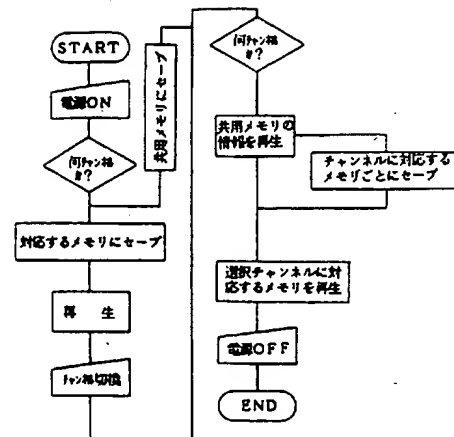 START
電源ON
何チャンネル
#?
対応するメモリにセーブ
再生
チャンネル切換
共用メモリにセーブ
何チャンネル
#?
共用メモリの
情報を再生
チャンネルに対応する
メモリごとにセーブ
選択チャンネルに対
応するメモリを再生
電源OFF
END